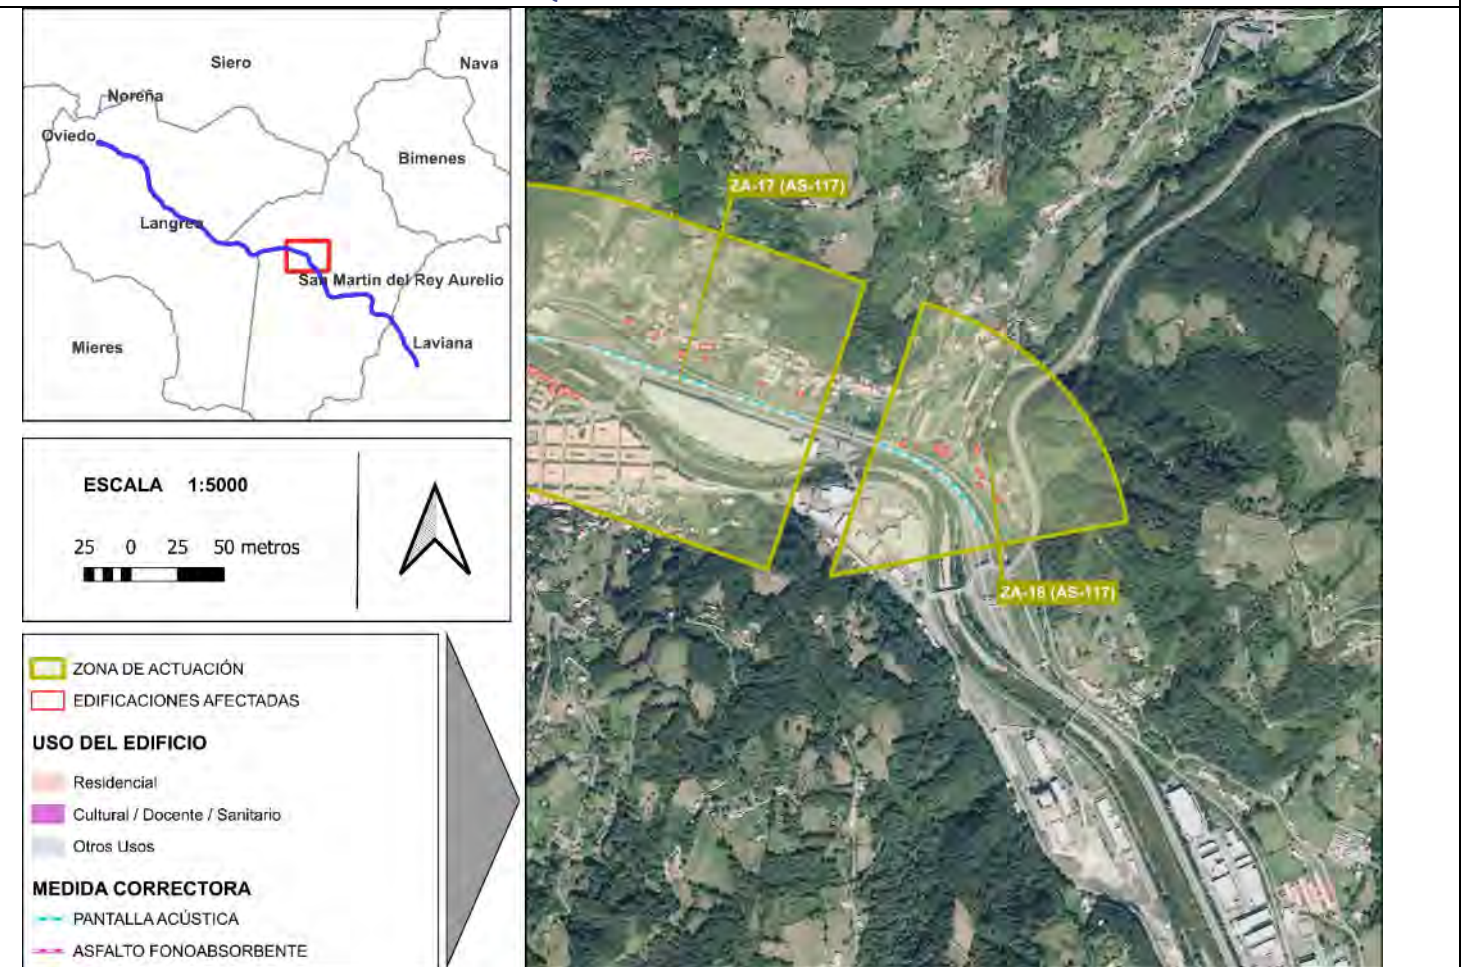 Siero
Nava
Noreña
Oviedo
Bimenes
Langreo
San Martín del Rey Aurelio
Mieres
Laviana
ESCALA 1:5000
25 0 25 50 metros
ZONA DE ACTUACIÓN
EDIFICACIONES AFECTADAS
USO DEL EDIFICIO
Residencial
Cultural / Docente / Sanitario
Otros Usos
MEDIDA CORRECTORA
PANTALLA ACÚSTICA
ASFALTO FONOABSORBENTE
ZA-17 (AS-117)
ZA-18 (AS-117)